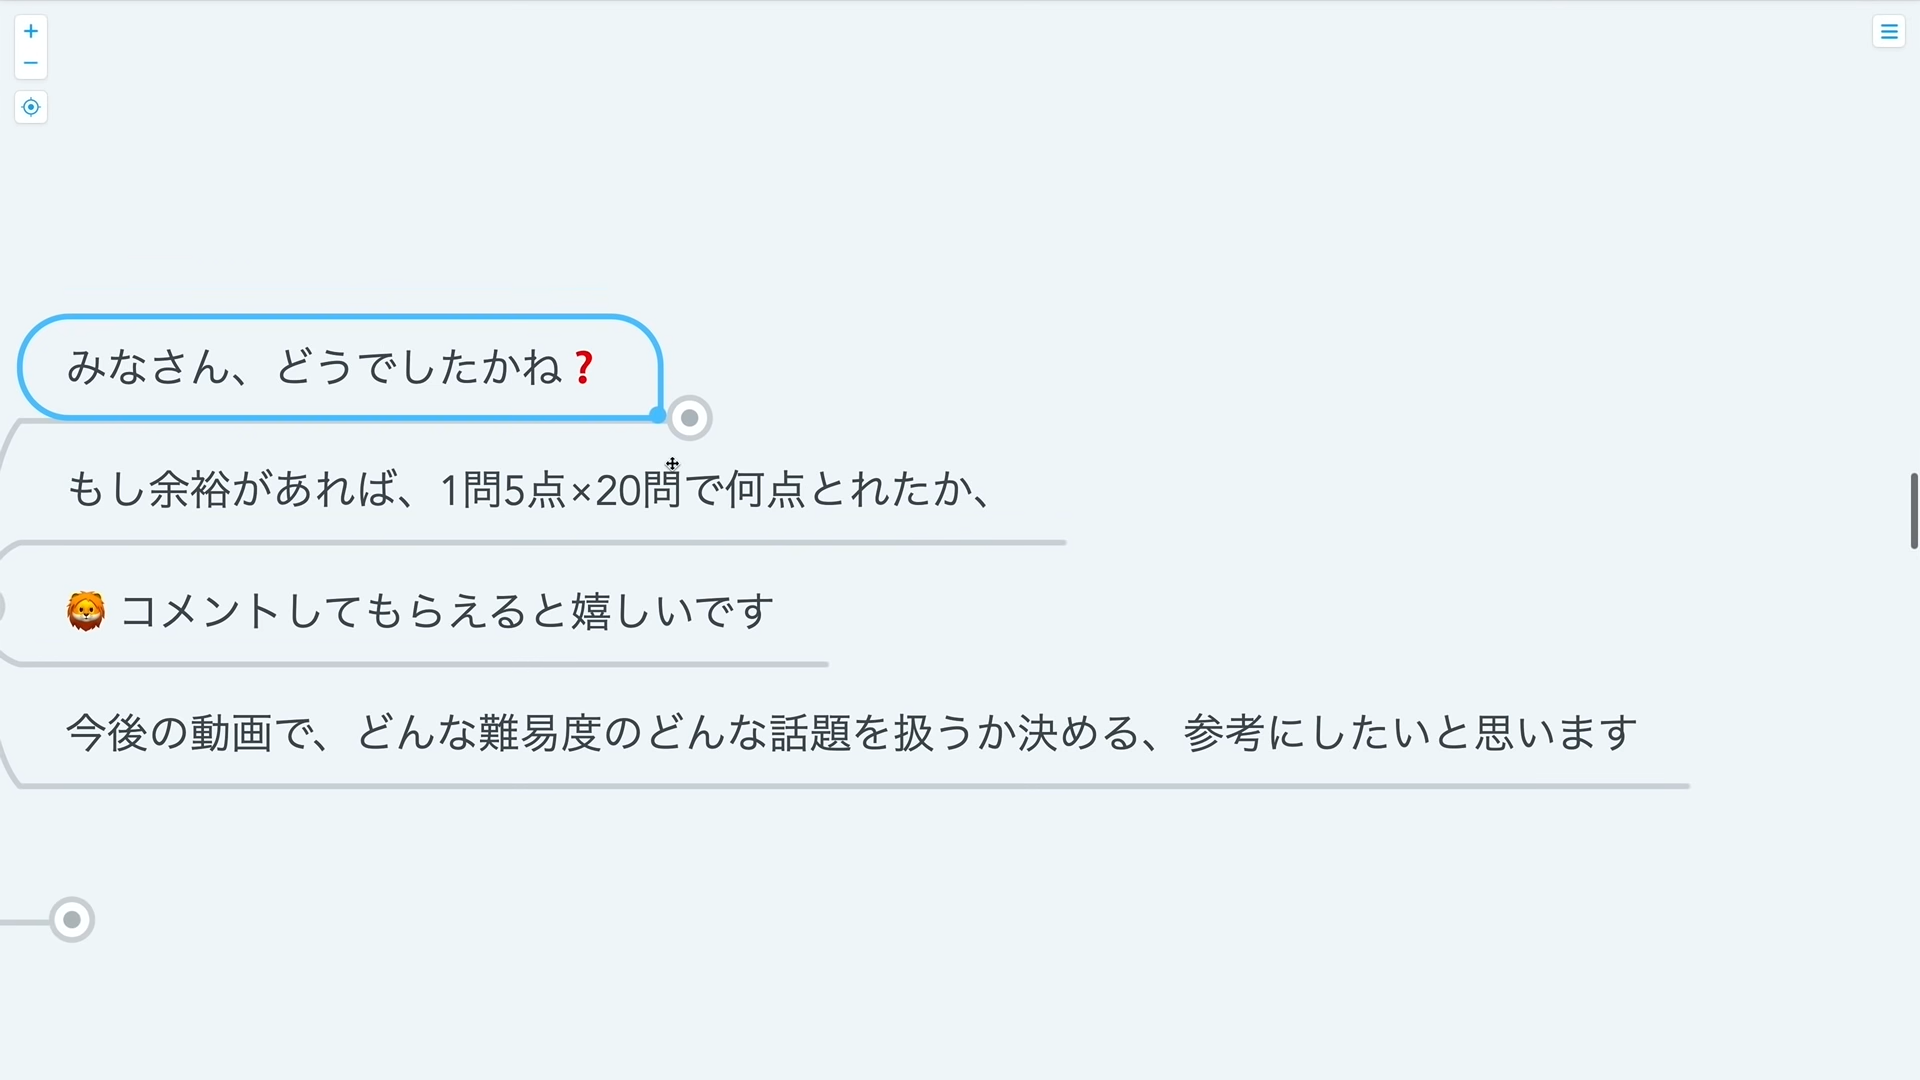 みなさん、どうでしたかね❓
もし余裕があれば、1問5点×20問で何点とれたか、
🦁 コメントしてもらえると嬉しいです
今後の動画で、どんな難易度のどんな話題を扱うか決める、参考にしたいと思います